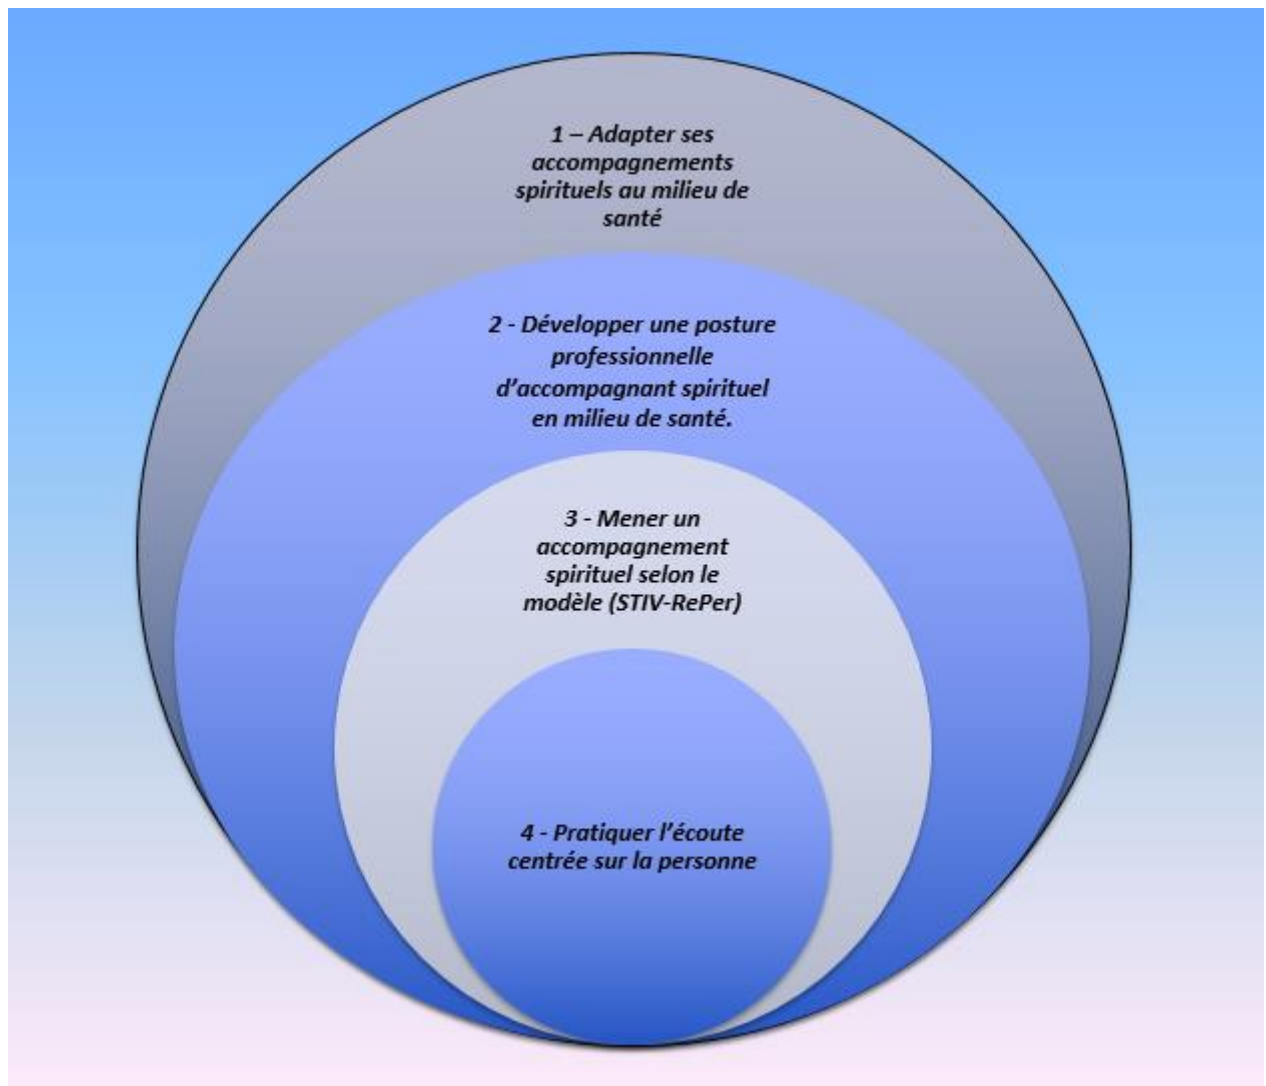 1 – Adapter ses
accompagnements
spirituels au milieu de
santé
2 - Développer une posture
professionnelle
d’accompagnant spirituel
en milieu de santé.
3 - Mener un
accompagnement
spirituel selon le
modèle (STIV-RePer)
4 - Pratiquer l’écoute
centrée sur la personne